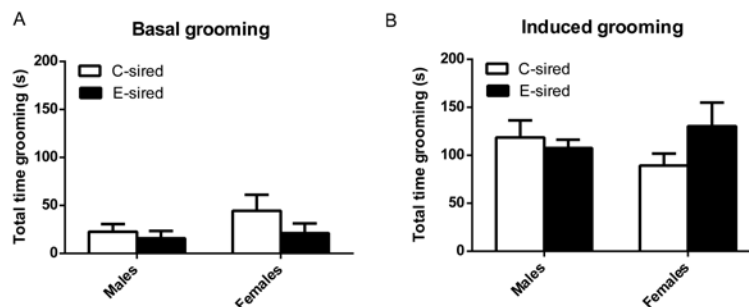 A
Basal grooming
Total time grooming (s)
200
150
100
50
0
C-sired
E-sired
Males
Females
B
Induced grooming
Total time grooming (s)
200
150
100
50
0
C-sired
E-sired
Males
Females